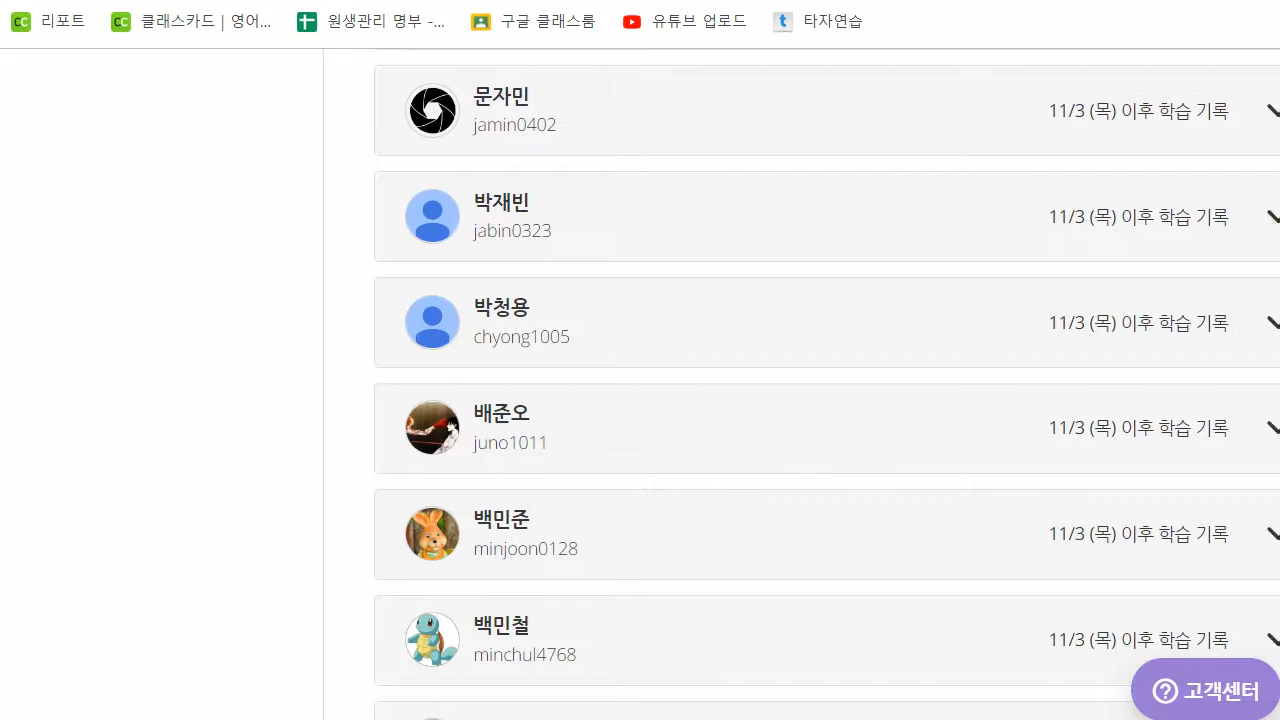 리포트 클래스카드 | 영어... 원생관리 명부 -... 구글 클래스룸 유튜브 업로드 타자연습
문자민
jamin0402
11/3 (목) 이후 학습 기록
박재빈
jabin0323
11/3 (목) 이후 학습 기록
박청용
chyong1005
11/3 (목) 이후 학습 기록
배준오
juno1011
11/3 (목) 이후 학습 기록
백민준
minjoon0128
11/3 (목) 이후 학습 기록
백민철
minchul4768
11/3 (목) 이후 학습 기록
고객센터